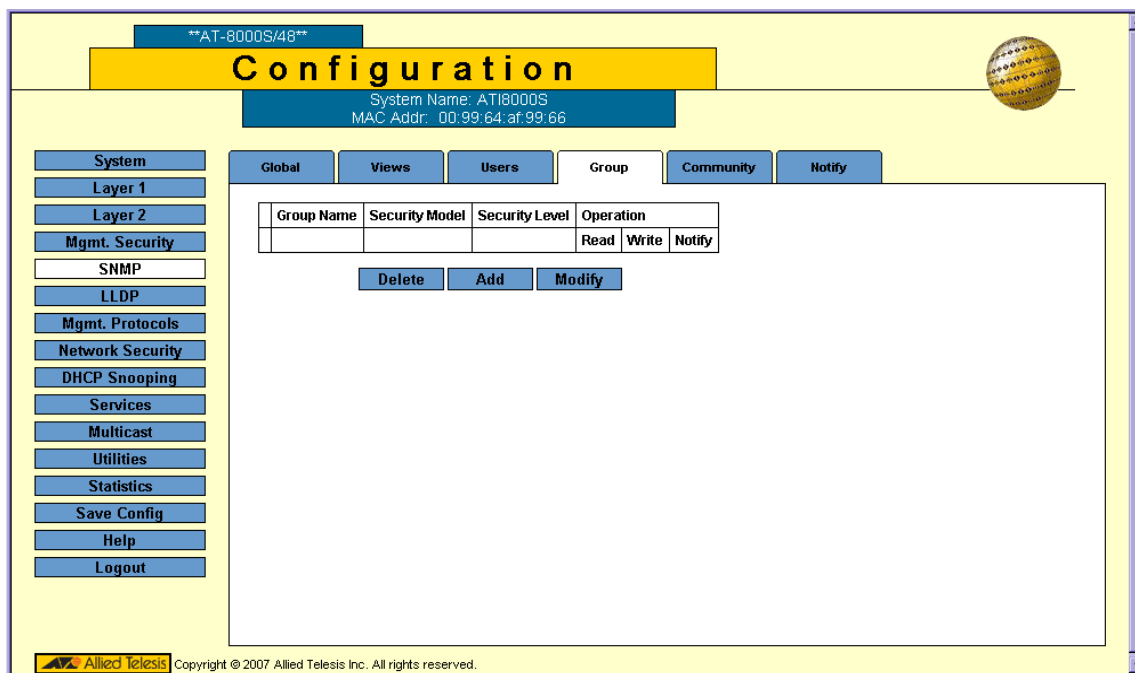 **AT-8000S/48**
Configuration
System Name: ATI8000S
MAC Addr: 00:99:64:af:99:66
System
Layer 1
Layer 2
Mgmt. Security
SNMP
LLDP
Mgmt. Protocols
Network Security
DHCP Snooping
Services
Multicast
Utilities
Statistics
Save Config
Help
Logout
Global Views Users Group Community Notify
Group Name Security Model Security Level Operation
Read Write Notify
Delete Add Modify
Allied Telesis Copyright © 2007 Allied Telesis Inc. All rights reserved.